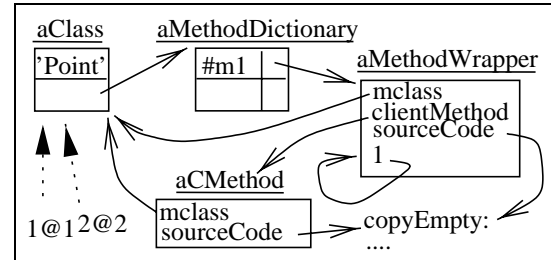 aClass
aMethodDictionary
'Point'
#m1
aMethodWrapper
mclass
clientMethod
sourceCode
1
aCMethod
mclass
sourceCode
1@1
2@2
copyEmpty:
....